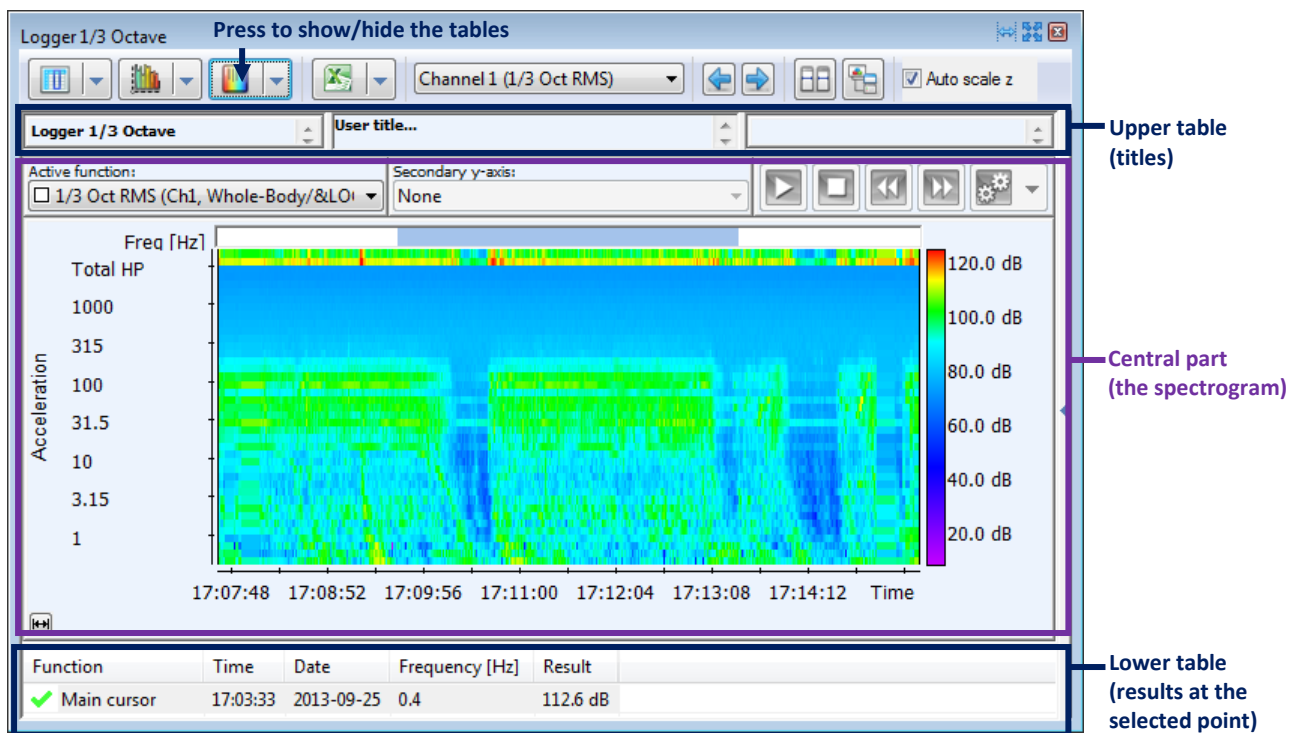 Press to show/hide the tables
Logger 1/3 Octave
Channel 1 (1/3 Oct RMS)
Auto scale z
Logger 1/3 Octave
User title...
Upper table
(titles)
Active function:
Secondary y-axis:
1/3 Oct RMS (Ch1, Whole-Body/&LO
None
Freq [Hz]
Total HP
1000
315
100
31.5
10
3.15
1
Acceleration
120.0 dB
100.0 dB
80.0 dB
60.0 dB
40.0 dB
20.0 dB
Central part
(the spectrogram)
17:07:48 17:08:52 17:09:56 17:11:00 17:12:04 17:13:08 17:14:12 Time
Function Time Date Frequency [Hz] Result
Main cursor 17:03:33 2013-09-25 0.4 112.6 dB
Lower table
(results at the
selected point)